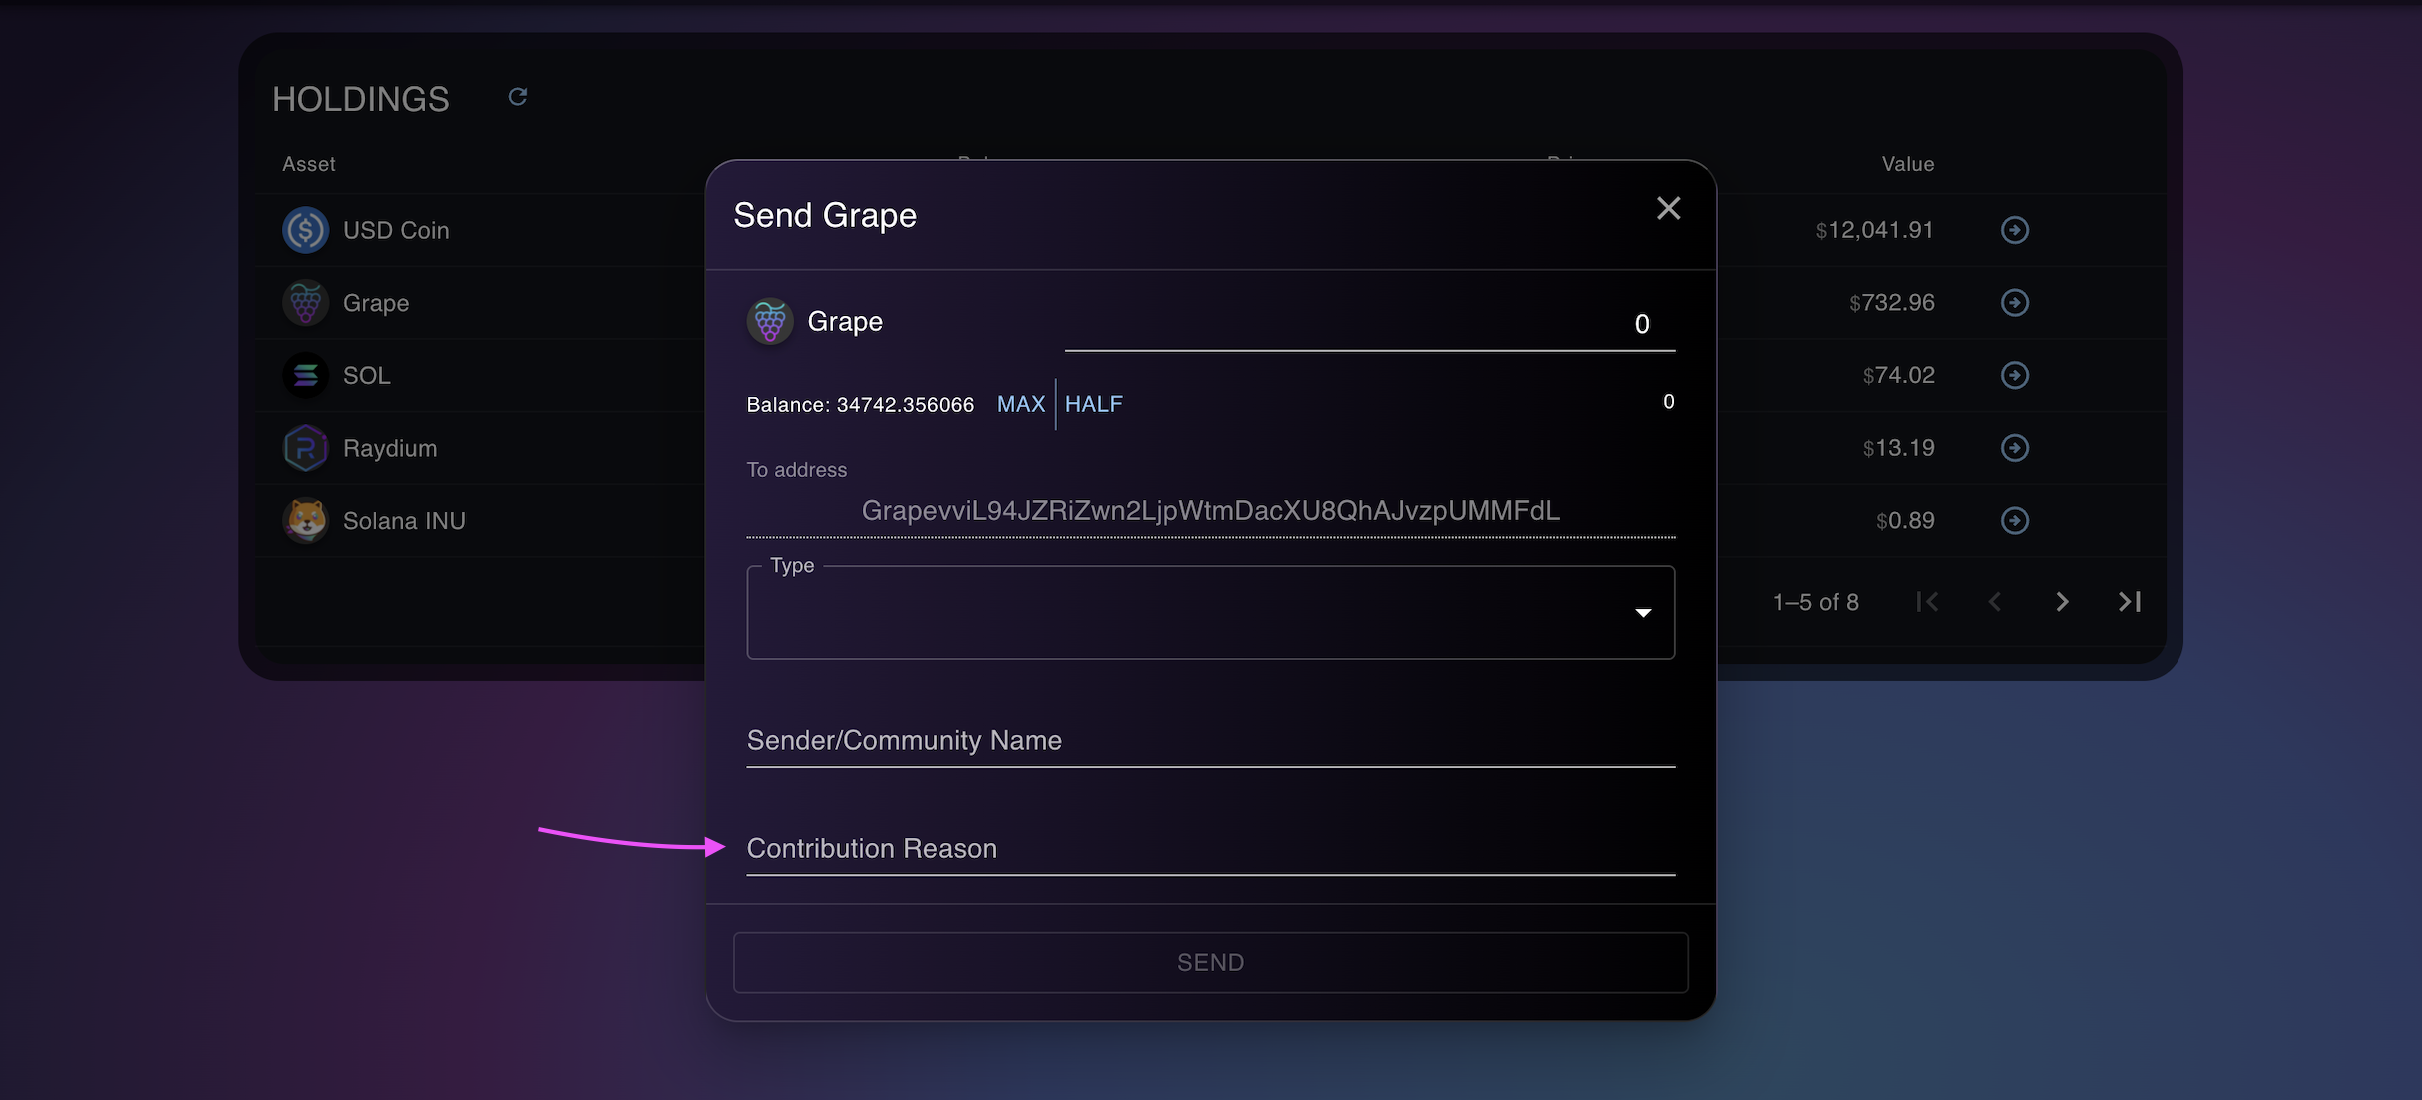 HOLDINGS
Asset
Value
USD Coin
$12,041.91
Grape
$732.96
SOL
$74.02
Raydium
$13.19
Solana INU
$0.89
1–5 of 8
Send Grape
Grape
0
Balance: 34742.356066 MAX HALF
0
To address
GrapevviL94JZRiZwn2LjpWtmDacXU8QhAJvzpUMMFdL
Type
Sender/Community Name
Contribution Reason
SEND